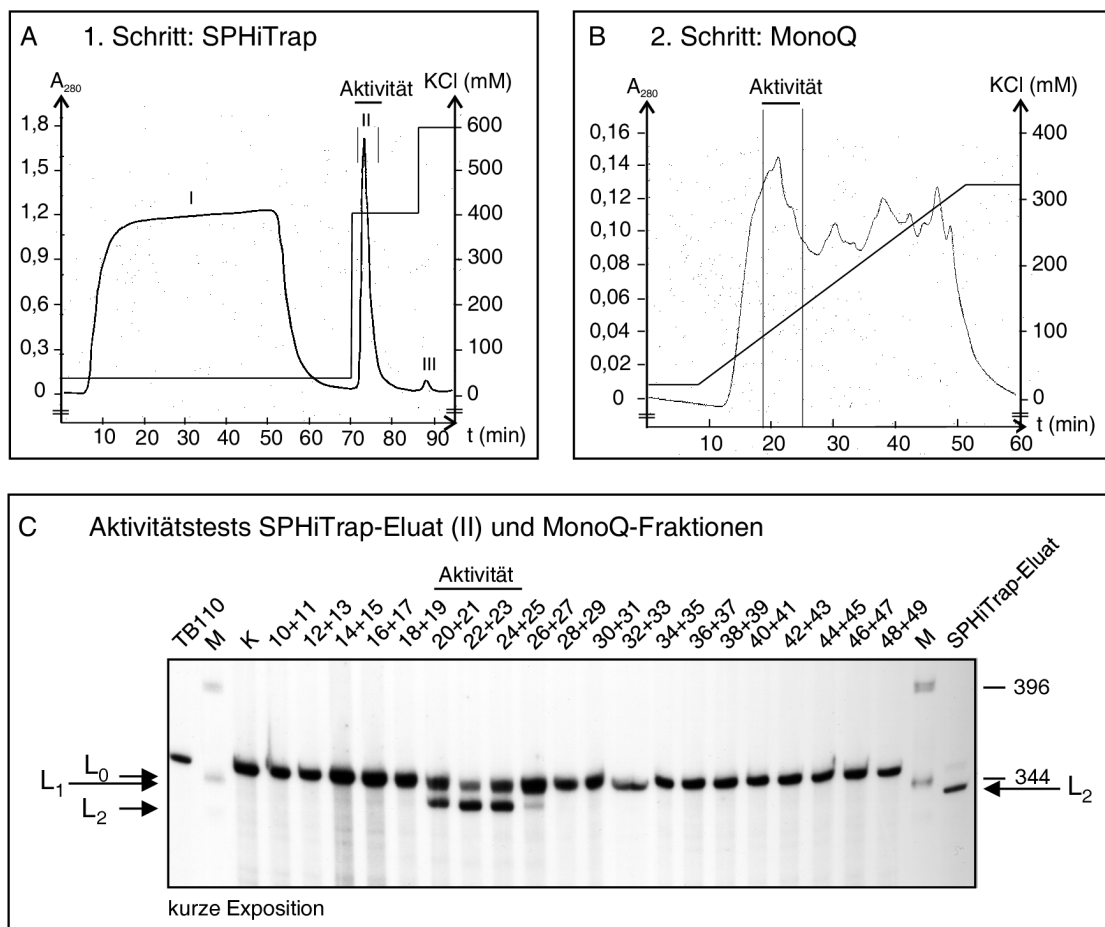 A 1. Schritt: SPHiTrap
A280
Aktivität
KCl (mM)
1,8
1,5
1,2
0,9
0,6
0,3
0
I
II
III
600
500
400
300
200
100
0
10 20 30 40 50 60 70 80 90
t (min)
B 2. Schritt: MonoQ
A280
Aktivität
KCl (mM)
0,16
0,14
0,12
0,10
0,08
0,06
0,04
0,02
0
400
300
200
100
0
t (min)
10 20 30 40 50 60
C Aktivitätstests SPHiTrap-Eluat (II) und MonoQ-Fraktionen
Aktivität
TB110 M K 10+11 12+13 14+15 16+17 18+19 20+21 22+23 24+25 26+27 28+29 30+31 32+33 34+35 36+37 38+39 40+41 42+43 44+45 46+47 48+49 M SPHiTrap-Eluat
396
L0
L1
344
L2
L2
kurze Exposition